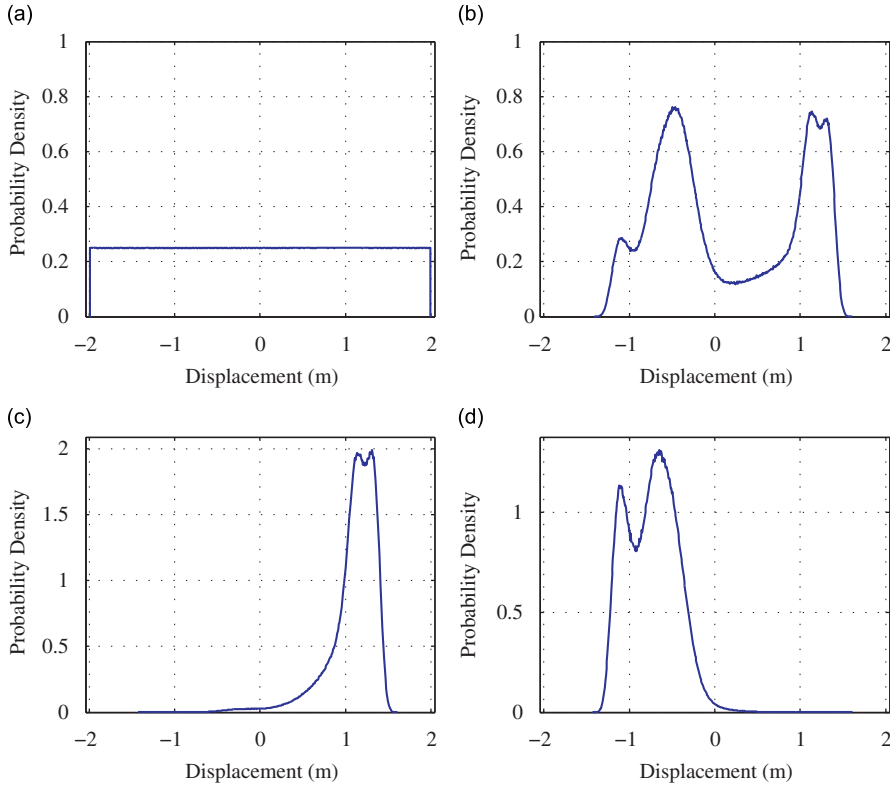 (a)
1
0.8
0.6
0.4
0.2
0
Probability Density
−2 −1 0 1 2
Displacement (m)
(b)
1
0.8
0.6
0.4
0.2
0
Probability Density
−2 −1 0 1 2
Displacement (m)
(c)
2
1.5
1
0.5
0
Probability Density
−2 −1 0 1 2
Displacement (m)
(d)
1
0.5
0
Probability Density
−2 −1 0 1 2
Displacement (m)